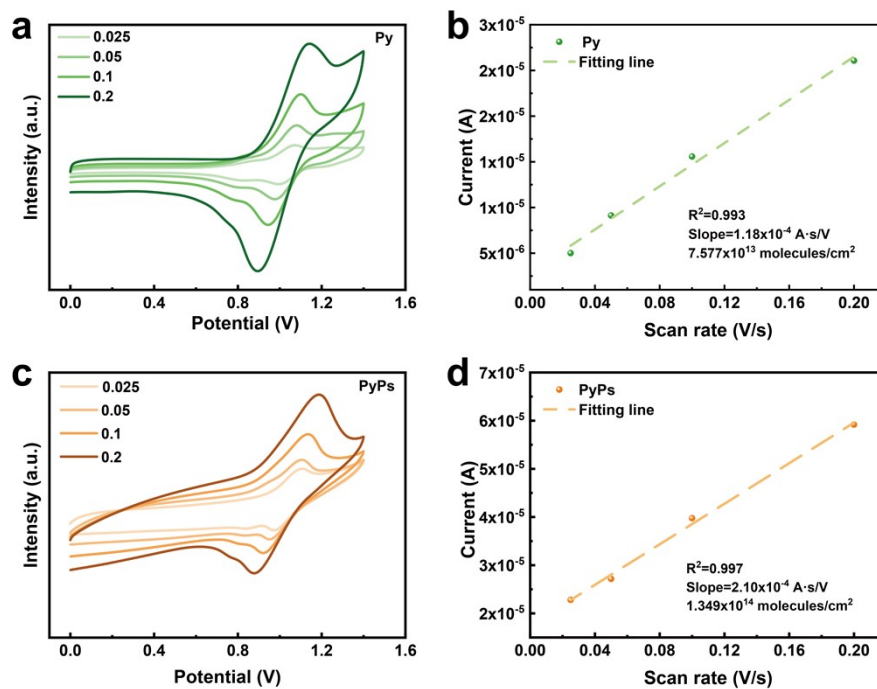 a
Py
0.025
0.05
0.1
0.2
Intensity (a.u.)
0.0
0.4
0.8
1.2
1.6
Potential (V)
b
3x10⁻⁵
2x10⁻⁵
2x10⁻⁵
1x10⁻⁵
1x10⁻⁵
5x10⁻⁶
Current (A)
Py
Fitting line
R²=0.993
Slope=1.18x10⁻⁴ A·s/V
7.577x10¹³ molecules/cm²
0.00
0.04
0.08
0.12
0.16
0.20
Scan rate (V/s)
c
PyPs
0.025
0.05
0.1
0.2
Intensity (a.u.)
0.0
0.4
0.8
1.2
1.6
Potential (V)
d
7x10⁻⁵
6x10⁻⁵
5x10⁻⁵
4x10⁻⁵
3x10⁻⁵
2x10⁻⁵
Current (A)
PyPs
Fitting line
R²=0.997
Slope=2.10x10⁻⁴ A·s/V
1.349x10¹⁴ molecules/cm²
0.00
0.04
0.08
0.12
0.16
0.20
Scan rate (V/s)